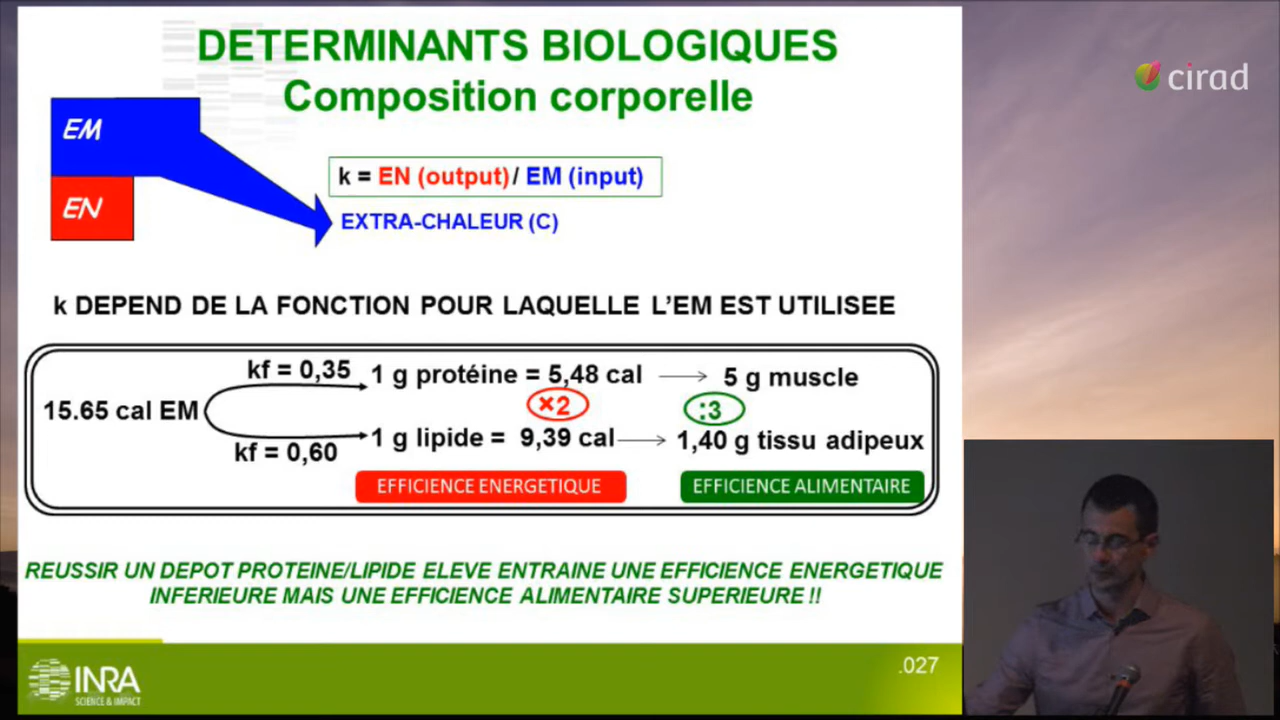 DETERMINANTS BIOLOGIQUES
Composition corporelle
cirad
EM
EN
k = EN (output) / EM (input)
EXTRA-CHALEUR (C)
k DEPEND DE LA FONCTION POUR LAQUELLE L'EM EST UTILISEE
kf = 0,35
1 g protéine = 5,48 cal
5 g muscle
15.65 cal EM
×2
:3
1 g lipide = 9,39 cal
1,40 g tissu adipeux
kf = 0,60
EFFICIENCE ENERGETIQUE
EFFICIENCE ALIMENTAIRE
REUSSIR UN DEPOT PROTEINE/LIPIDE ELEVE ENTRAINE UNE EFFICIENCE ENERGETIQUE
INFERIEURE MAIS UNE EFFICIENCE ALIMENTAIRE SUPERIEURE !!
.027
INRA
SCIENCE & IMPACT